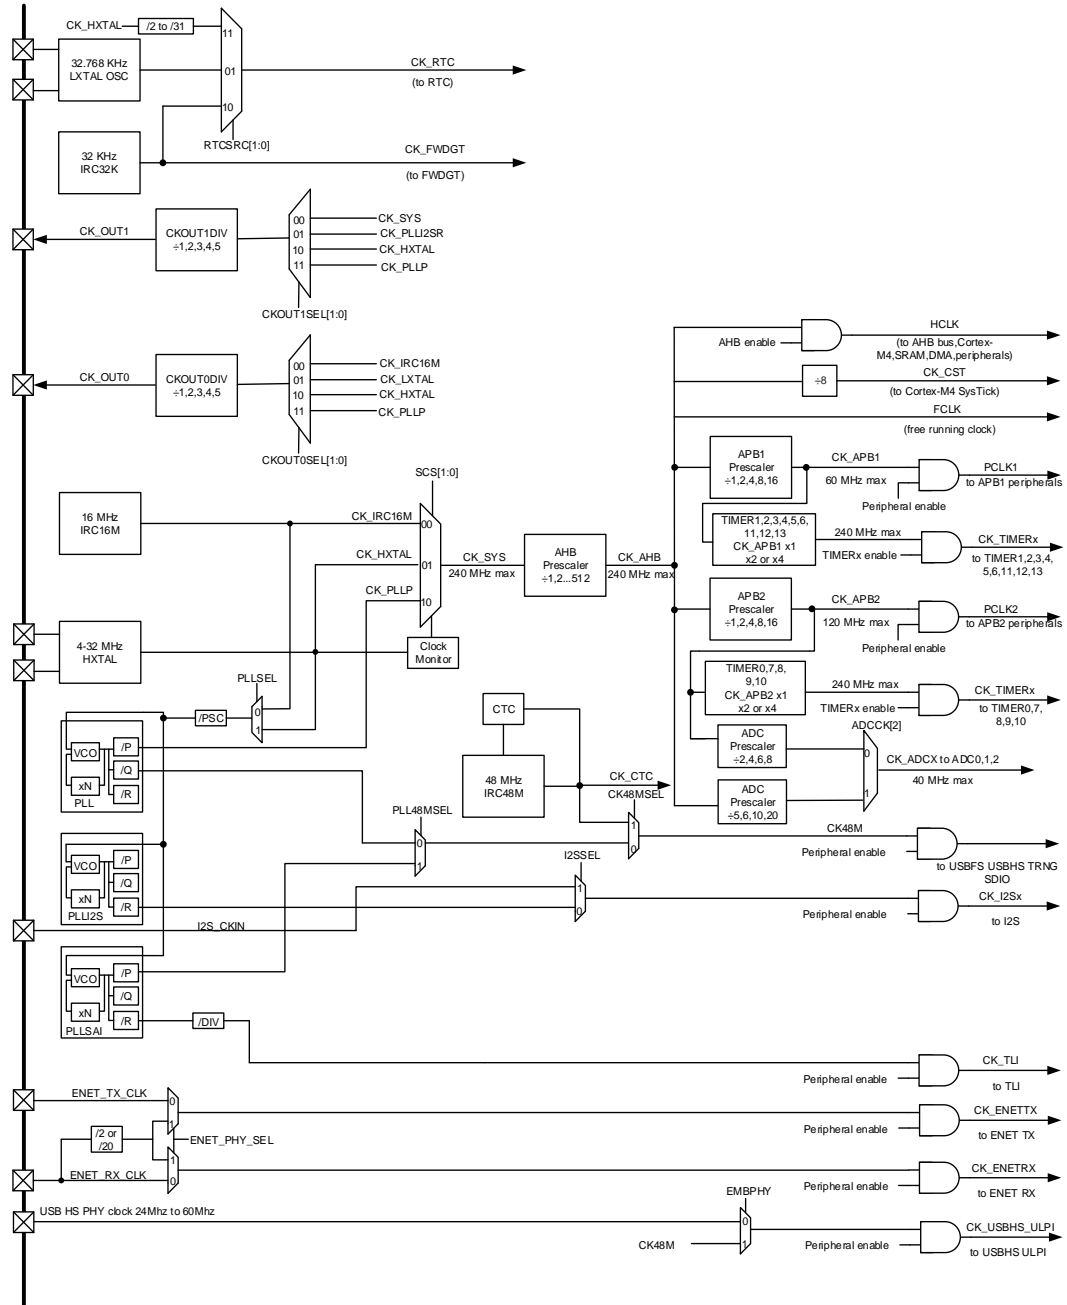 CK_HXTAL
/2 to /31
11
32.768 KHz
LXTAL OSC
01
CK_RTC
(to RTC)
10
RTCSRC[1:0]
32 KHz
IRC32K
CK_FWDGT
(to FWDGT)
CK_OUT1
CKOUT1DIV
÷1,2,3,4,5
00
CK_SYS
01
CK_PLLI2SR
10
CK_HXTAL
11
CK_PLLP
CKOUT1SEL[1:0]
CK_OUT0
CKOUT0DIV
÷1,2,3,4,5
00
CK_IRC16M
01
CK_LXTAL
10
CK_HXTAL
11
CK_PLLP
CKOUT0SEL[1:0]
AHB enable
HCLK
(to AHB bus,Cortex-
M4,SRAM,DMA,peripherals)
÷8
CK_CST
(to Cortex-M4 SysTick)
FCLK
(free running clock)
SCS[1:0]
16 MHz
IRC16M
CK_IRC16M
00
CK_HXTAL
01
CK_PLLP
10
CK_SYS
240 MHz max
AHB
Prescaler
÷1,2...512
CK_AHB
240 MHz max
APB1
Prescaler
÷1,2,4,8,16
CK_APB1
60 MHz max
Peripheral enable
PCLK1
to APB1 peripherals
TIMER1,2,3,4,5,6,
11,12,13
CK_APB1 x1
x2 or x4
240 MHz max
TIMERx enable
CK_TIMERx
to TIMER1,2,3,4,
5,6,11,12,13
APB2
Prescaler
÷1,2,4,8,16
CK_APB2
120 MHz max
Peripheral enable
PCLK2
to APB2 peripherals
4-32 MHz
HXTAL
Clock
Monitor
TIMER0,7,8,
9,10
CK_APB2 x1
x2 or x4
240 MHz max
TIMERx enable
CK_TIMERx
to TIMER0,7,
8,9,10
PLLSEL
/PSC
0
1
CTC
48 MHz
IRC48M
CK_CTC
CK48MSEL
1
0
ADC
Prescaler
÷2,4,6,8
ADCCK[2]
0
1
CK_ADCX to ADC0,1,2
40 MHz max
ADC
Prescaler
÷5,6,10,20
VCO
xN
/P
/Q
/R
PLL
PLL48MSEL
0
1
CK48M
Peripheral enable
to USBFS USBHS TRNG
SDIO
VCO
xN
/P
/Q
/R
PLLI2S
I2SSEL
1
0
Peripheral enable
CK_I2Sx
to I2S
I2S_CKIN
VCO
xN
/P
/Q
/R
PLLSAI
/DIV
Peripheral enable
CK_TLI
to TLI
ENET_TX_CLK
0
1
/2 or
/20
ENET_PHY_SEL
Peripheral enable
CK_ENETTX
to ENET TX
ENET_RX_CLK
1
0
Peripheral enable
CK_ENETRX
to ENET RX
USB HS PHY clock 24Mhz to 60Mhz
EMBPHY
0
1
CK48M
Peripheral enable
CK_USBHS_ULPI
to USBHS ULPI